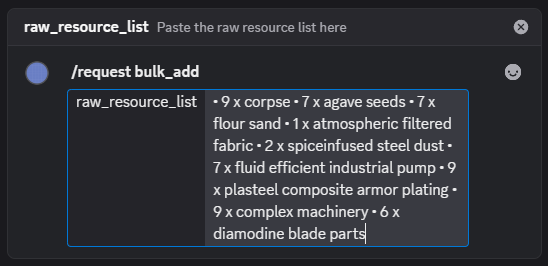 raw_resource_list Paste the raw resource list here
/request bulk_add
raw_resource_list
• 9 x corpse • 7 x agave seeds • 7 x
flour sand • 1 x atmospheric filtered
fabric • 2 x spiceinfused steel dust •
7 x fluid efficient industrial pump • 9
x plasteel composite armor plating •
9 x complex machinery • 6 x
diamodine blade parts